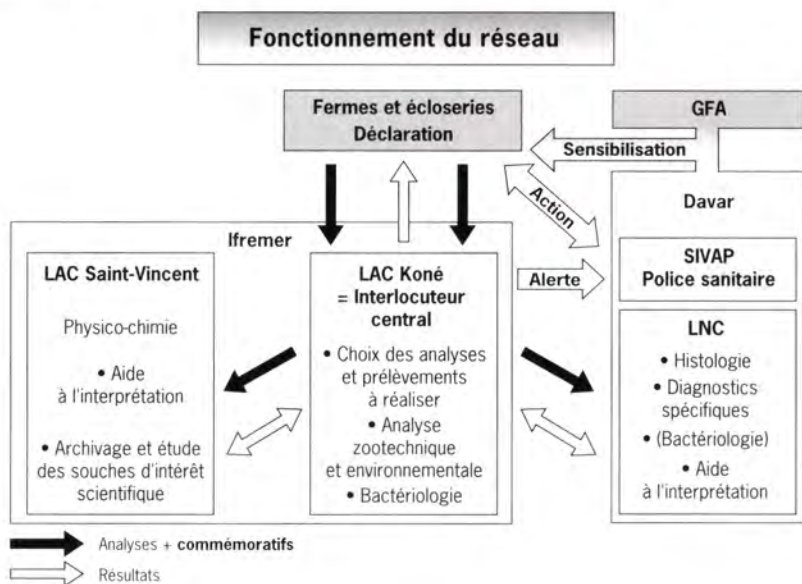 Fonctionnement du réseau
Fermes et écloseries
Déclaration
GFA
Sensibilisation
Action
Davar
Ifremer
LAC Saint-Vincent
Physico-chimie
• Aide
à l'interprétation
• Archivage et étude
des souches d'intérêt
scientifique
LAC Koné
= Interlocuteur
central
• Choix des analyses
et prélèvements
à réaliser
• Analyse
zootechnique
et environnementale
• Bactériologie
Alerte
SIVAP
Police sanitaire
LNC
• Histologie
• Diagnostics
spécifiques
• (Bactériologie)
• Aide
à l'interprétation
Analyses + commémoratifs
Résultats